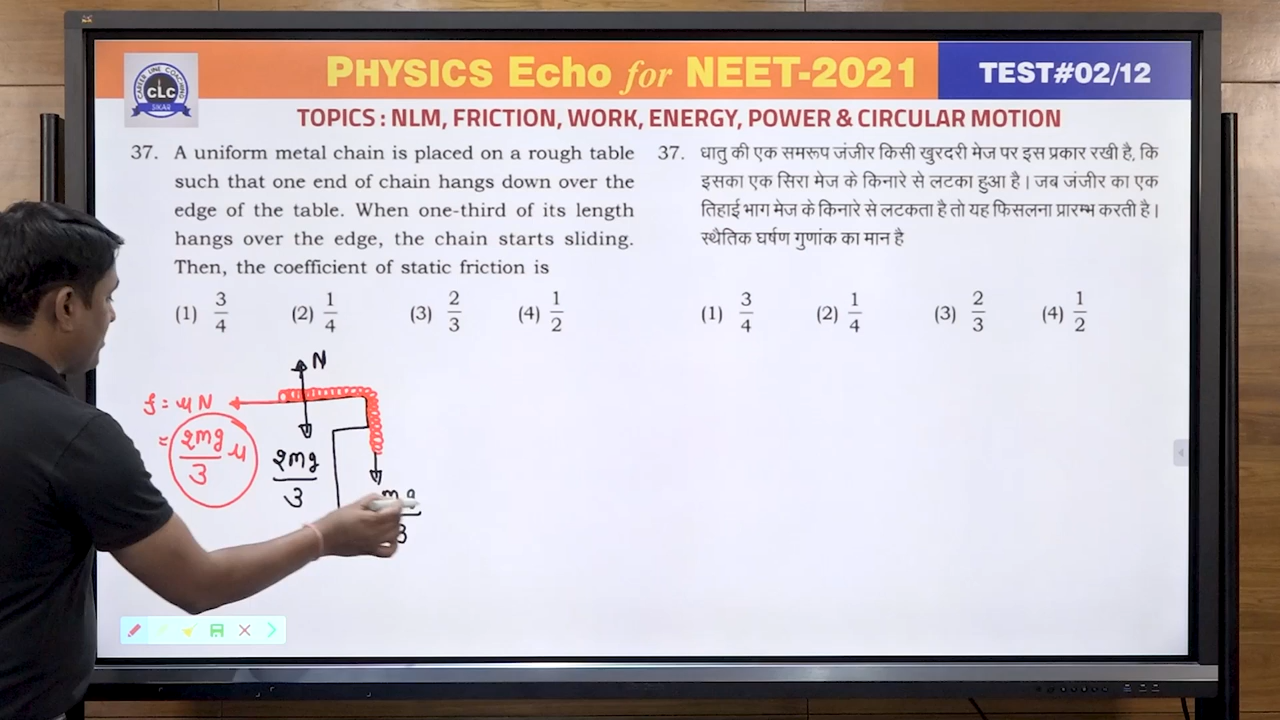 PHYSICS Echo for NEET-2021
TEST#02/12
CAREER LINE COACHING
CLC
SIKAR
TOPICS : NLM, FRICTION, WORK, ENERGY, POWER & CIRCULAR MOTION
37. A uniform metal chain is placed on a rough table
such that one end of chain hangs down over the
edge of the table. When one-third of its length
hangs over the edge, the chain starts sliding.
Then, the coefficient of static friction is
(1) 3/4 (2) 1/4 (3) 2/3 (4) 1/2
37. धातु की एक समरूप जंजीर किसी खुरदरी मेज पर इस प्रकार रखी है, कि
इसका एक सिरा मेज के किनारे से लटका हुआ है। जब जंजीर का एक
तिहाई भाग मेज के किनारे से लटकता है तो यह फिसलना प्रारम्भ करती है।
स्थैतिक घर्षण गुणांक का मान है
(1) 3/4 (2) 1/4 (3) 2/3 (4) 1/2
N
f = μN
= 2mg/3 μ
2mg/3
mg/3